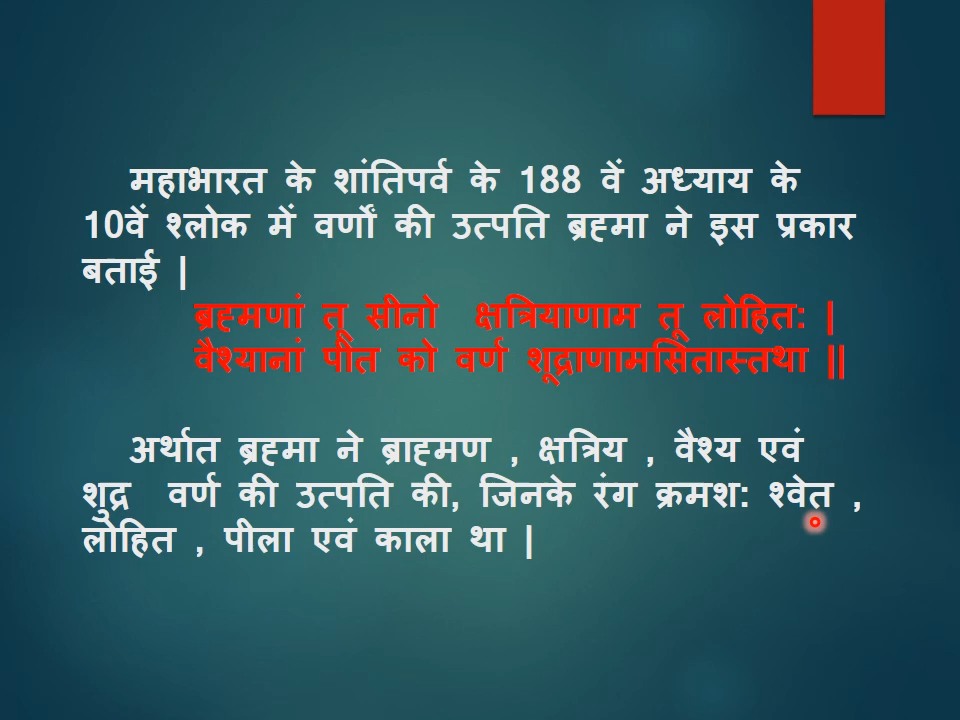 महाभारत के शांतिपर्व के 188 वें अध्याय के
10वें श्लोक में वर्णों की उत्पति ब्रह्मा ने इस प्रकार
बताई |
ब्रह्मणां तू सीनो क्षत्रियाणाम तू लोहित: |
वैश्यानां पीत को वर्ण शूद्राणामसितास्तथा ||
अर्थात ब्रह्मा ने ब्राह्मण , क्षत्रिय , वैश्य एवं
शुद्र वर्ण की उत्पति की, जिनके रंग क्रमश: श्वेत ,
लोहित , पीला एवं काला था |